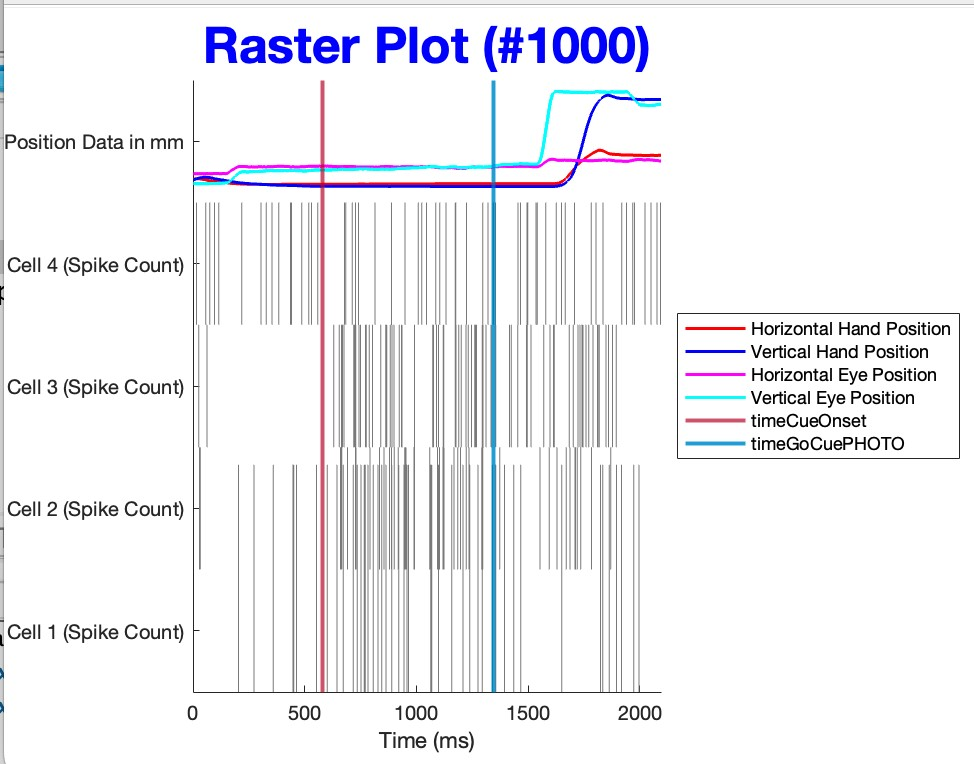 Raster Plot (#1000)
Position Data in mm
Cell 4 (Spike Count)
Cell 3 (Spike Count)
Cell 2 (Spike Count)
Cell 1 (Spike Count)
0 500 1000 1500 2000
Time (ms)
Horizontal Hand Position
Vertical Hand Position
Horizontal Eye Position
Vertical Eye Position
timeCueOnset
timeGoCuePHOTO